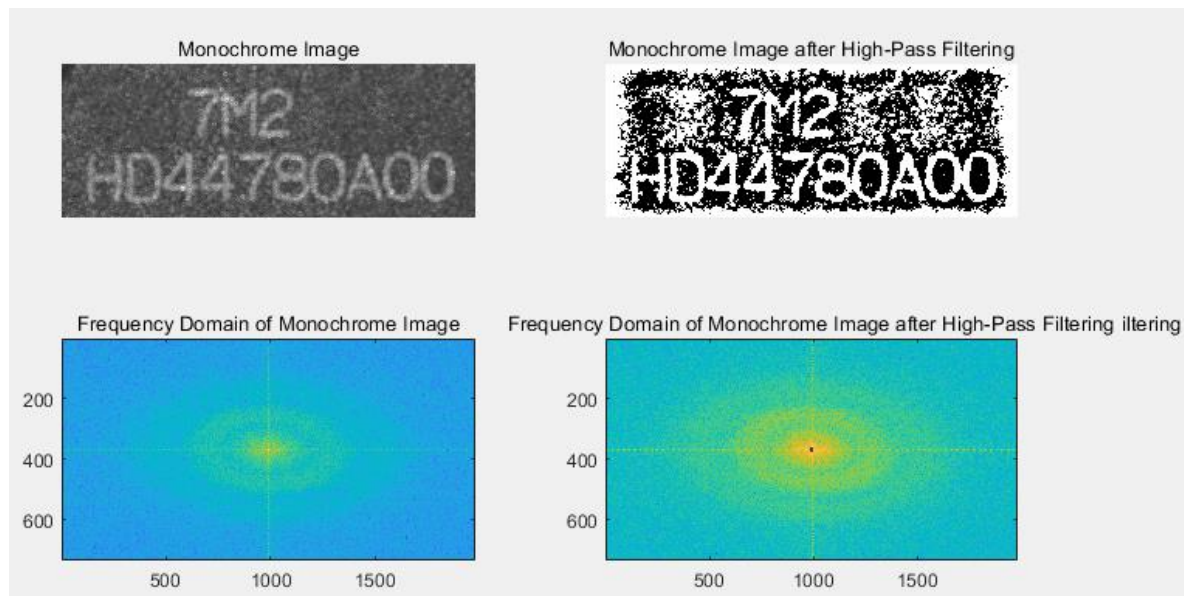 Monochrome Image
7M2
HD44780A00
Monochrome Image after High-Pass Filtering
7M2
HD44780A00
Frequency Domain of Monochrome Image
200
400
600
500
1000
1500
Frequency Domain of Monochrome Image after High-Pass Filtering iltering
200
400
600
500
1000
1500